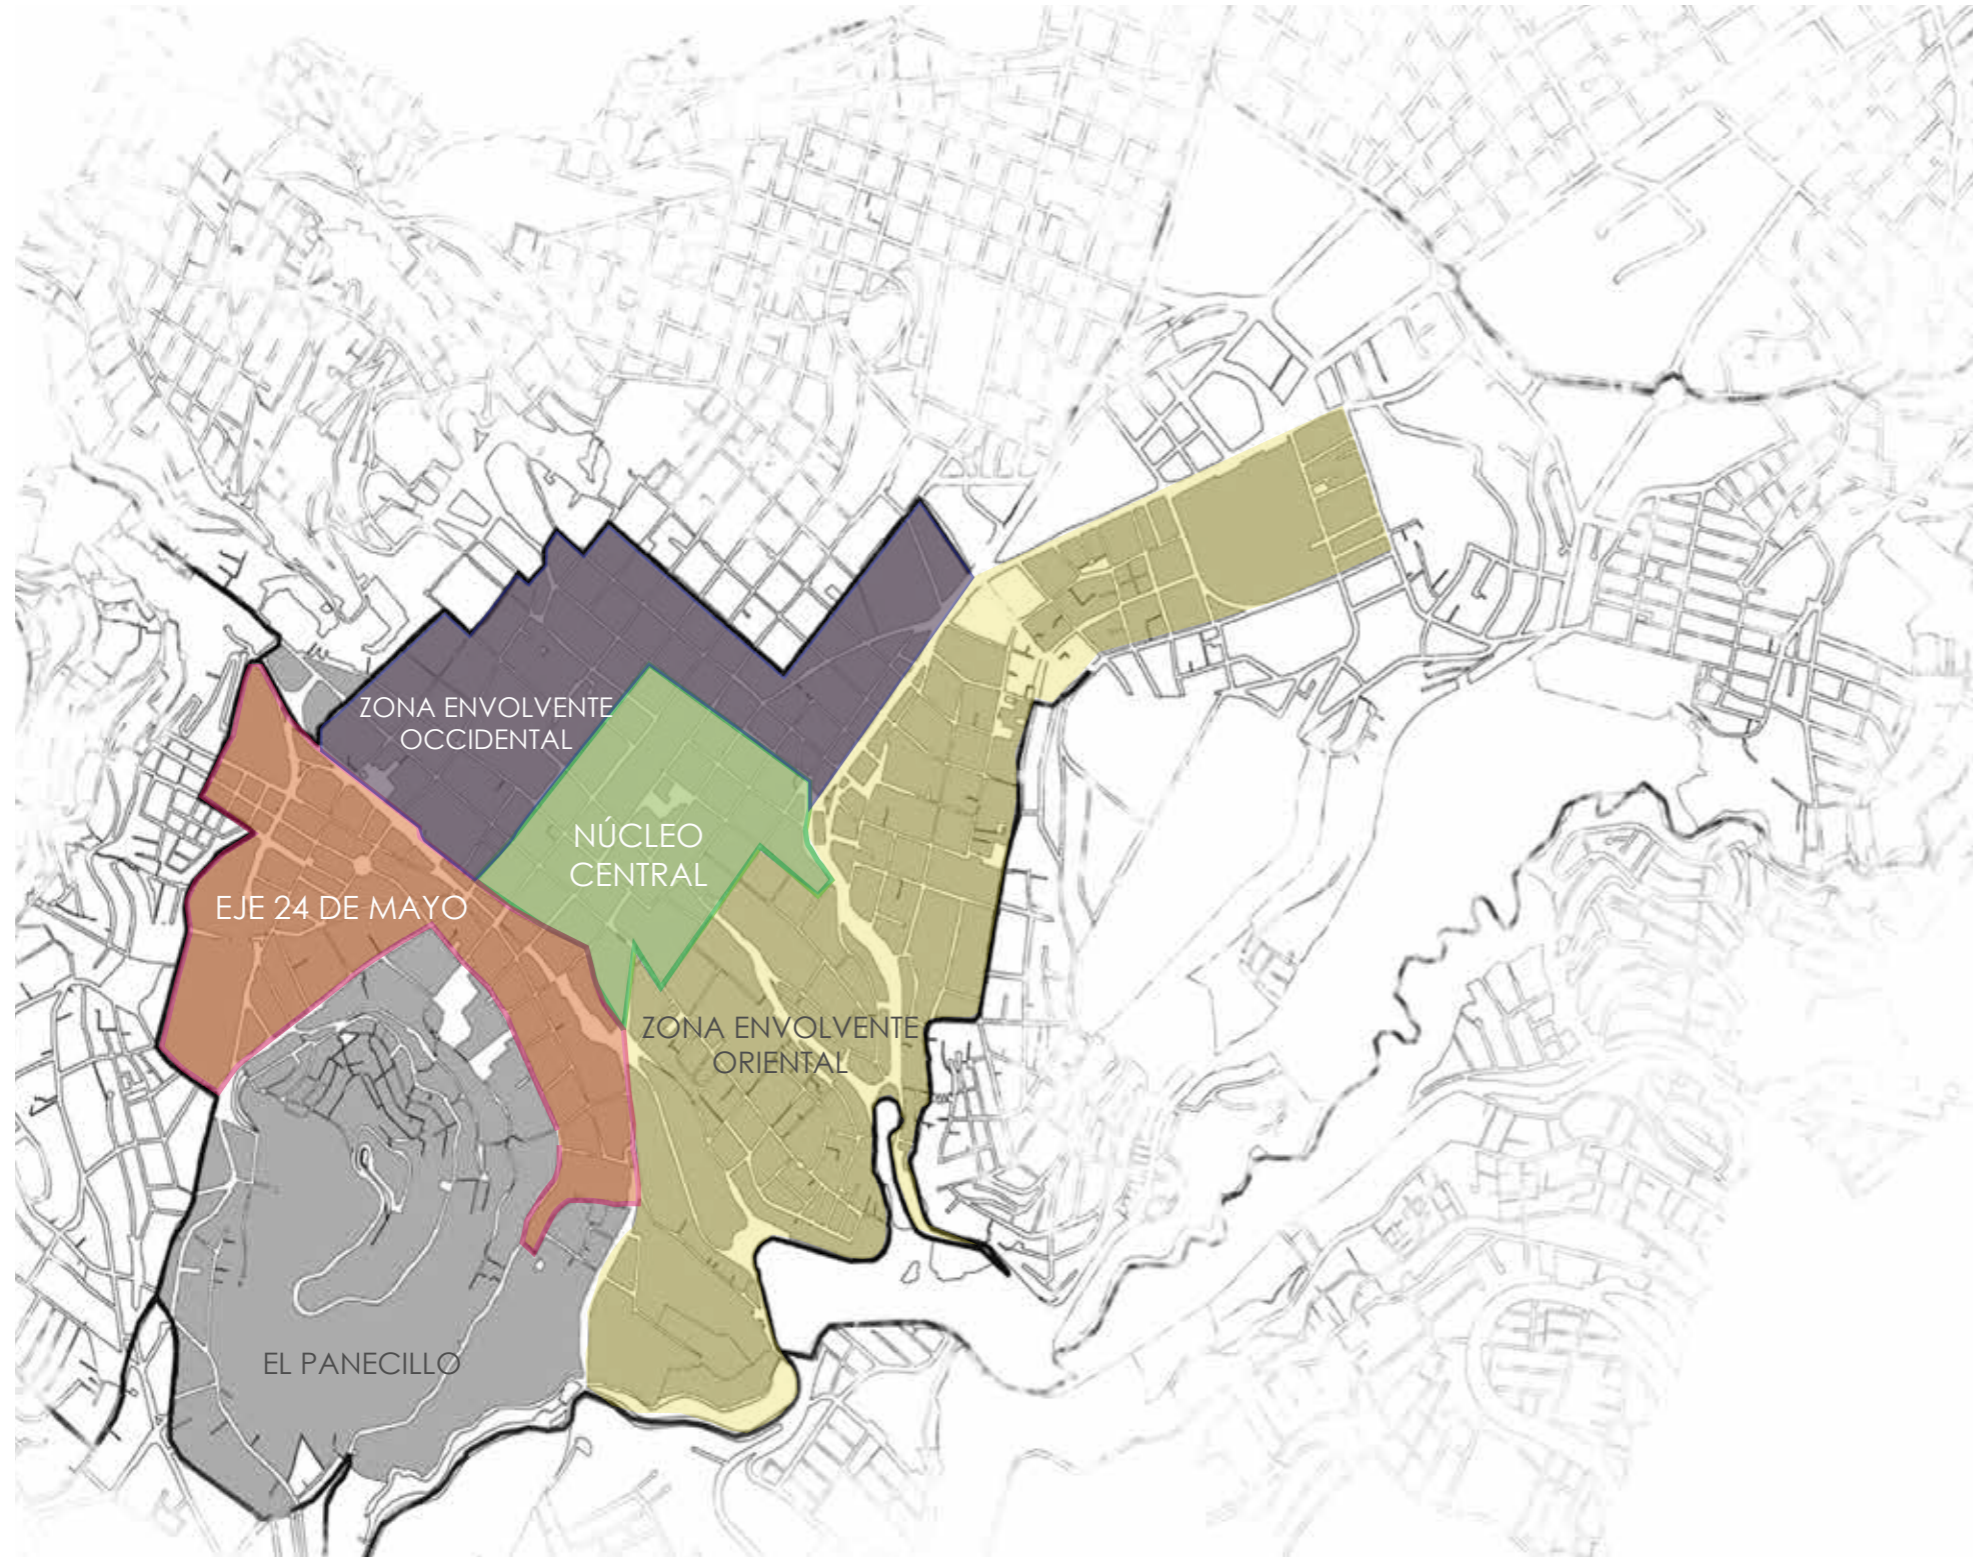 ZONA ENVOLVENTE
OCCIDENTAL
NÚCLEO
CENTRAL
EJE 24 DE MAYO
ZONA ENVOLVENTE
ORIENTAL
EL PANECILLO